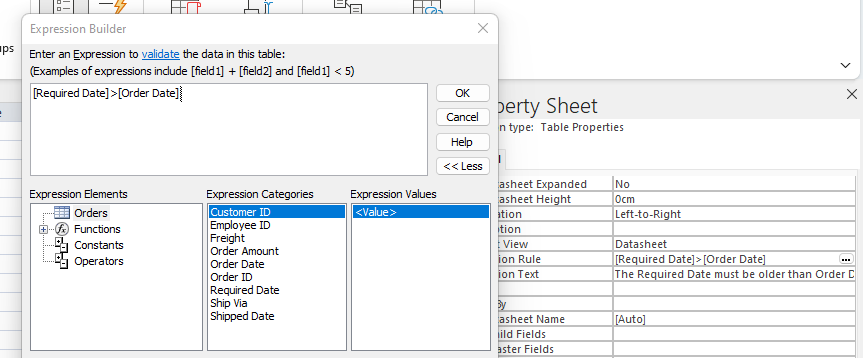 Expression Builder
Enter an Expression to validate the data in this table:
(Examples of expressions include [field1] + [field2] and [field1] < 5)
[Required Date]>[Order Date]
OK
Cancel
Help
<< Less
Expression Elements
Orders
Functions
Constants
Operators
Expression Categories
Customer ID
Employee ID
Freight
Order Amount
Order Date
Order ID
Required Date
Ship Via
Shipped Date
Expression Values
<Value>
ups
perty Sheet
n type: Table Properties
tasheet Expanded No
tasheet Height 0cm
tation Left-to-Right
ption
t View Datasheet
ion Rule [Required Date]>[Order Date] ...
ion Text The Required Date must be older than Order D
By
tasheet Name [Auto]
hild Fields
aster Fields